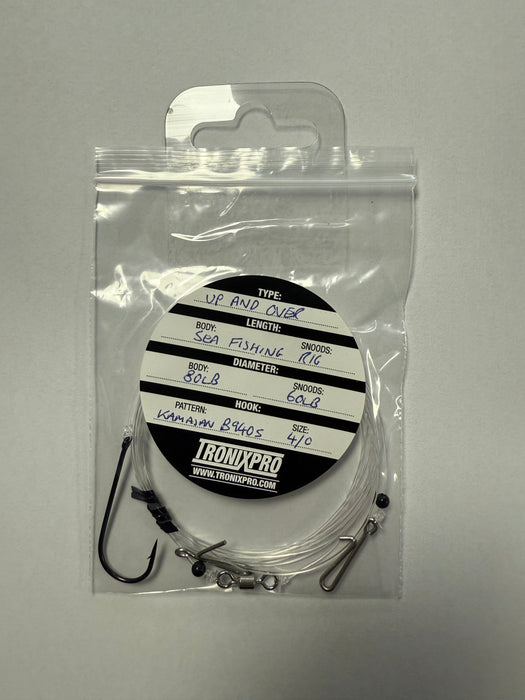 TYPE:
UP AND OVER
LENGTH:
BODY: SNOODS:
SEA FISHING RIG
DIAMETER:
BODY: SNOODS:
80LB 60LB
HOOK:
PATTERN: SIZE:
KAMASAN B940S 4/0
TRONIXPRO
WWW.TRONIXPRO.COM